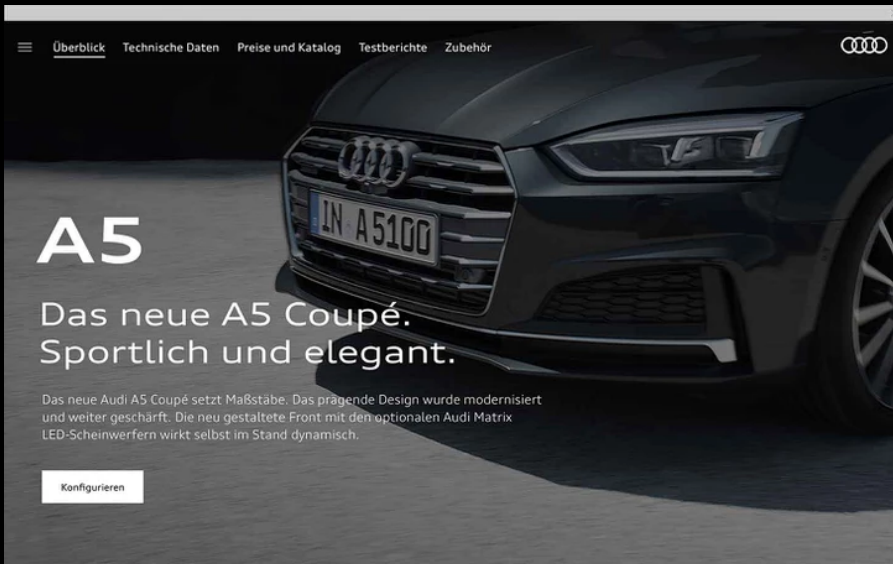 Überblick Technische Daten Preise und Katalog Testberichte Zubehör
IN A 5100
A5
Das neue A5 Coupé.
Sportlich und elegant.
Das neue Audi A5 Coupé setzt Maßstäbe. Das prägende Design wurde modernisiert
und weiter geschärft. Die neu gestaltete Front mit den optionalen Audi Matrix
LED-Scheinwerfern wirkt selbst im Stand dynamisch.
Konfigurieren